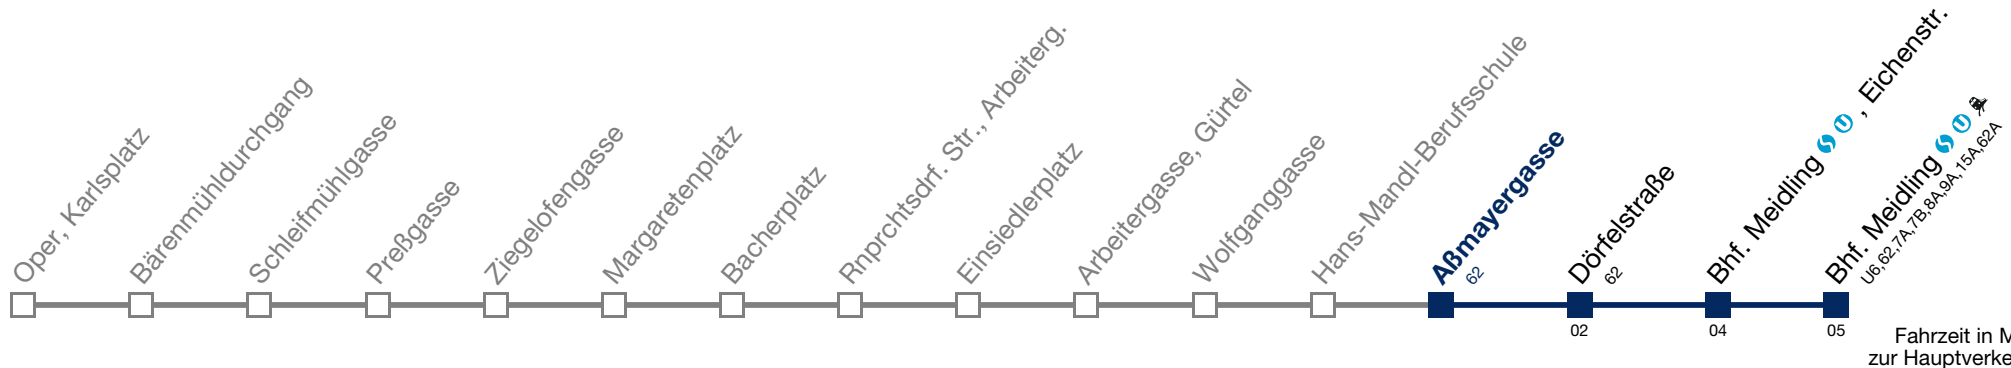 Oper, Karlsplatz
Bärenmühldurchgang
Schleifmühlgasse
Preßgasse
Ziegelofengasse
Margaretenplatz
Bacherplatz
Rnprchtsdrf. Str., Arbeiterg.
Einsiedlerplatz
Arbeitergasse, Gürtel
Wolfganggasse
Hans-Mandl-Berufsschule
Aßmayergasse
62
Dörfelstraße
62
Bhf. Meidling S U , Eichenstr.
Bhf. Meidling S U
U6,62,7A,7B,8A,9A,15A,62A
02
04
05
Fahrzeit in M
zur Hauptverke